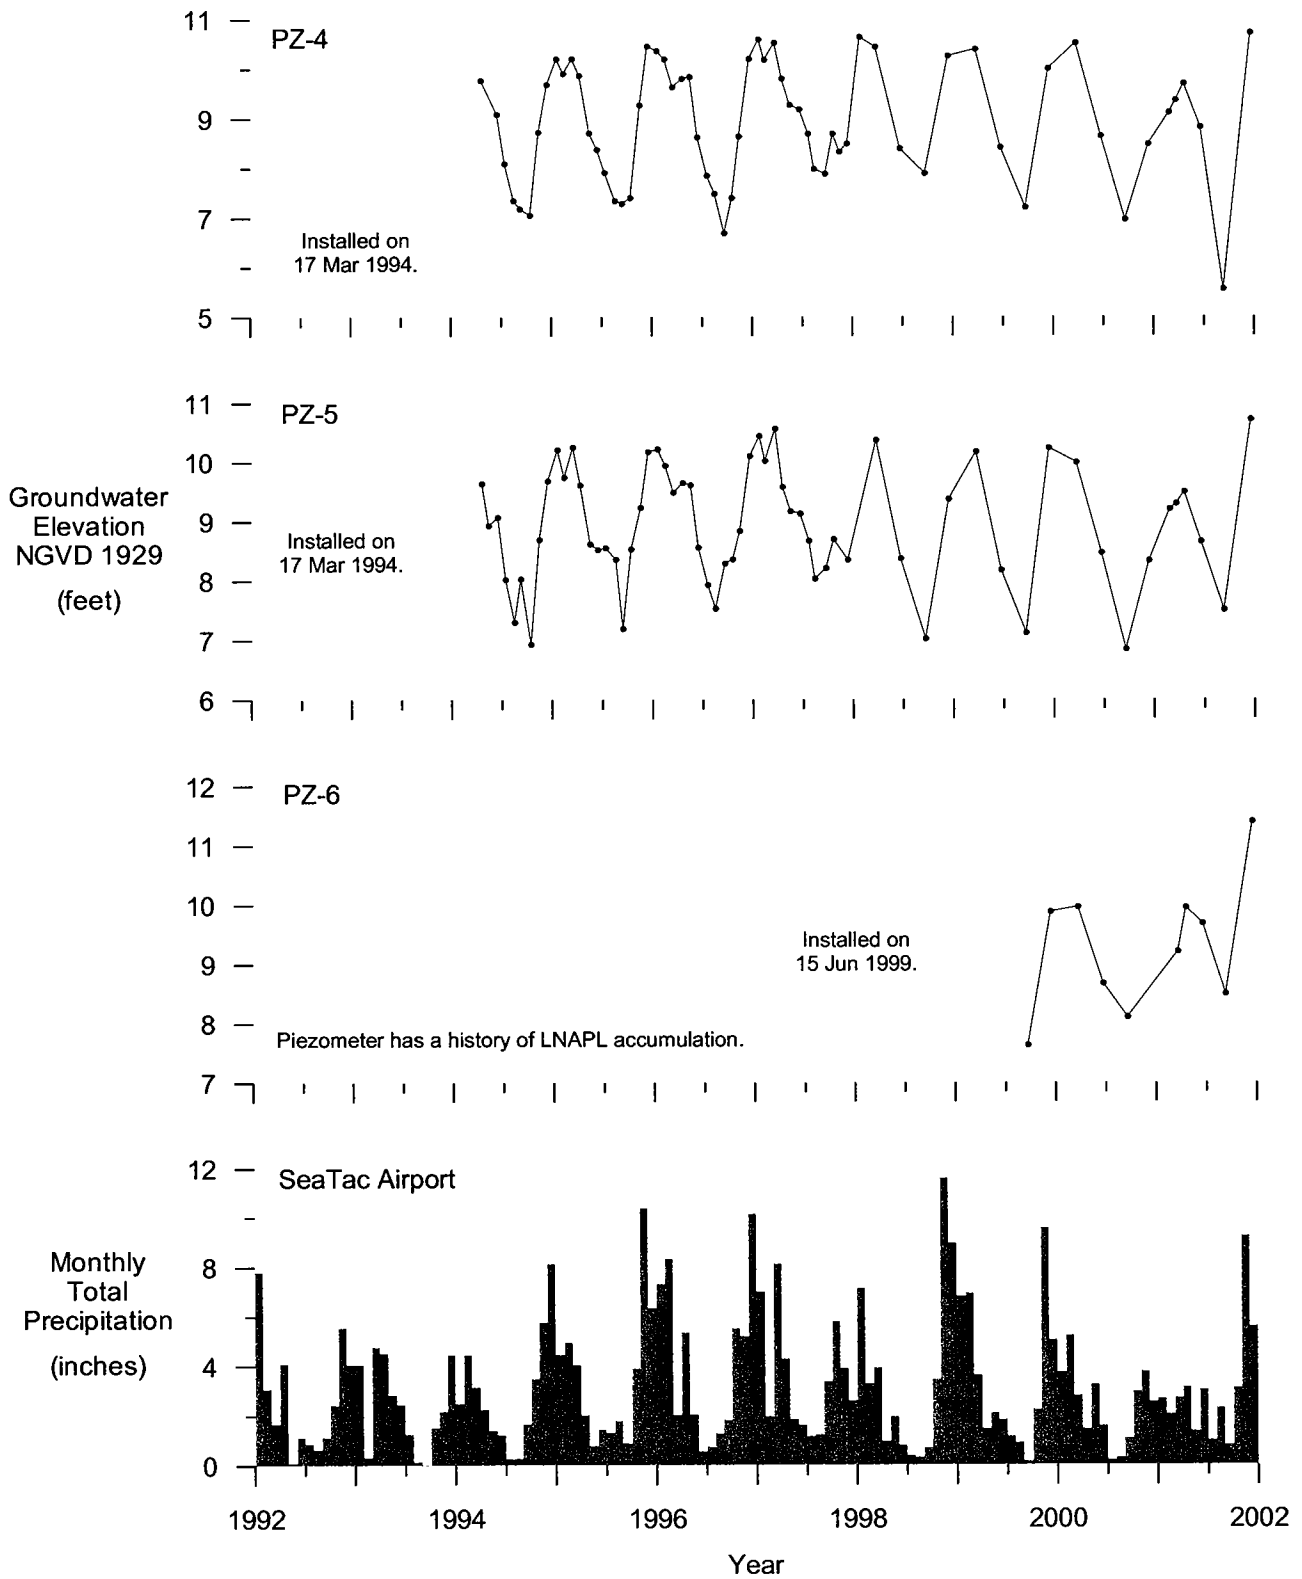 11
PZ-4
9
7
Installed on
17 Mar 1994.
5
11
PZ-5
10
Groundwater
Elevation
NGVD 1929
(feet)
9
Installed on
17 Mar 1994.
8
7
6
12
PZ-6
11
10
Installed on
15 Jun 1999.
9
8
Piezometer has a history of LNAPL accumulation.
7
12
SeaTac Airport
Monthly
Total
Precipitation
(inches)
8
4
0
1992 1994 1996 1998 2000 2002
Year